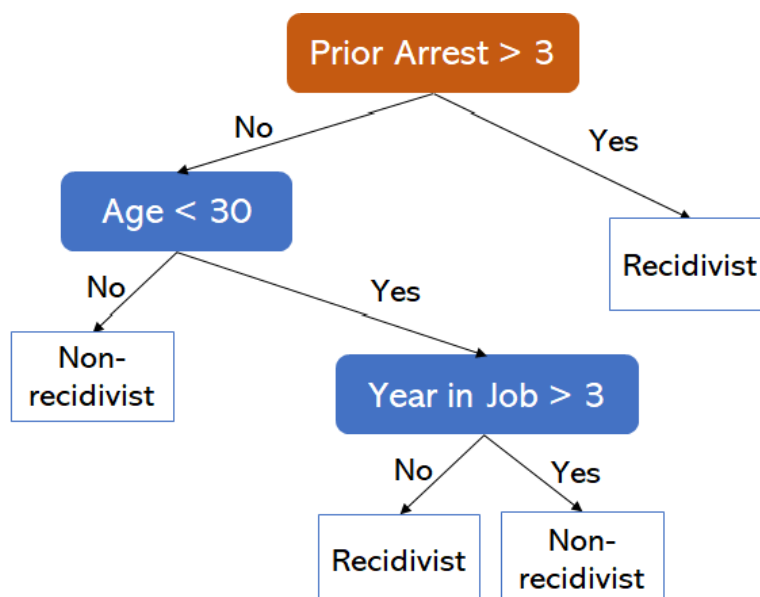 Prior Arrest > 3
No
Yes
Age < 30
Recidivist
No
Yes
Non-
recidivist
Year in Job > 3
No
Yes
Recidivist
Non-
recidivist